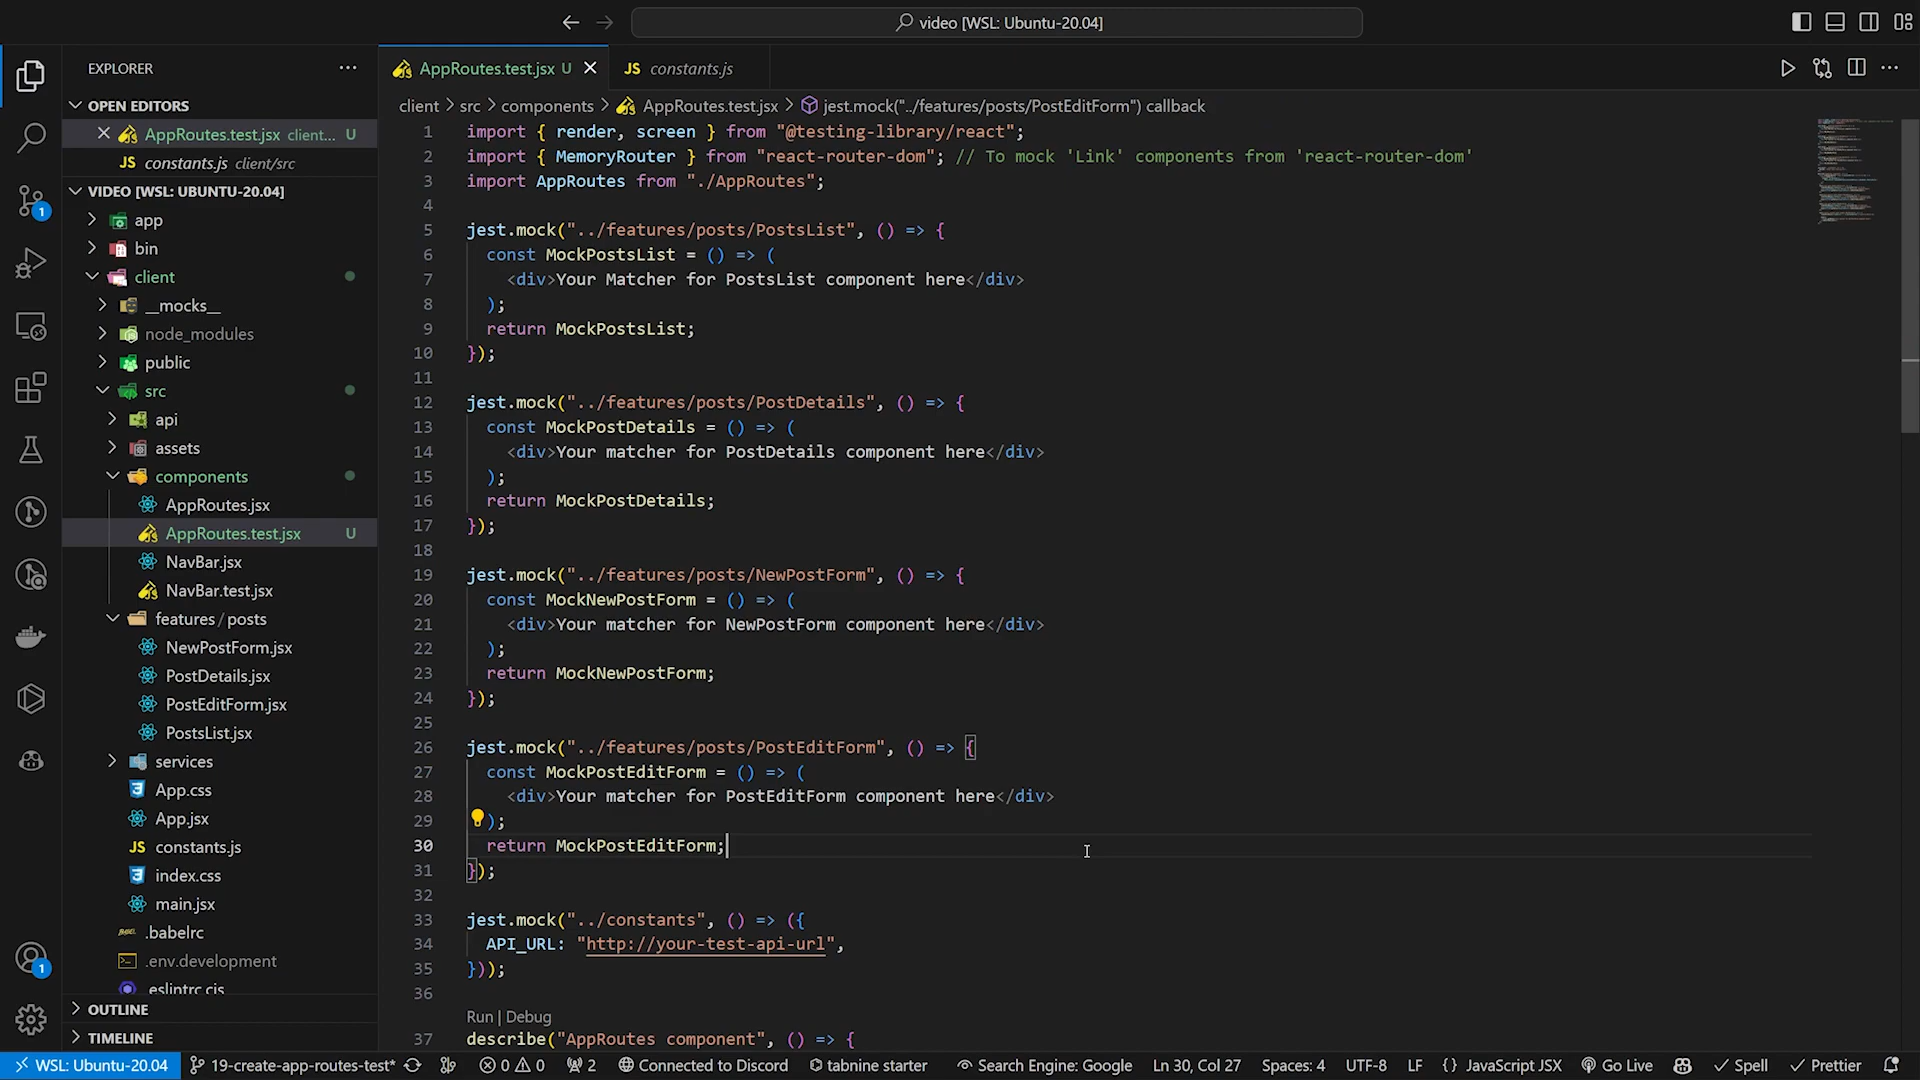 video [WSL: Ubuntu-20.04]
EXPLORER
OPEN EDITORS
AppRoutes.test.jsx client... U
JS constants.js client/src
VIDEO [WSL: UBUNTU-20.04]
app
bin
client
__mocks__
node_modules
public
src
api
assets
components
AppRoutes.jsx
AppRoutes.test.jsx U
NavBar.jsx
NavBar.test.jsx
features / posts
NewPostForm.jsx
PostDetails.jsx
PostEditForm.jsx
PostsList.jsx
services
App.css
App.jsx
JS constants.js
index.css
main.jsx
.babelrc
.env.development
.eslintrc.cjs
OUTLINE
TIMELINE
1
1
AppRoutes.test.jsx U
JS constants.js
client > src > components > AppRoutes.test.jsx > jest.mock("../features/posts/PostEditForm") callback
1 import { render, screen } from "@testing-library/react";
2 import { MemoryRouter } from "react-router-dom"; // To mock 'Link' components from 'react-router-dom'
3 import AppRoutes from "./AppRoutes";
4
5 jest.mock("../features/posts/PostsList", () => {
6 const MockPostsList = () => (
7 <div>Your Matcher for PostsList component here</div>
8 );
9 return MockPostsList;
10 });
11
12 jest.mock("../features/posts/PostDetails", () => {
13 const MockPostDetails = () => (
14 <div>Your matcher for PostDetails component here</div>
15 );
16 return MockPostDetails;
17 });
18
19 jest.mock("../features/posts/NewPostForm", () => {
20 const MockNewPostForm = () => (
21 <div>Your matcher for NewPostForm component here</div>
22 );
23 return MockNewPostForm;
24 });
25
26 jest.mock("../features/posts/PostEditForm", () => {
27 const MockPostEditForm = () => (
28 <div>Your matcher for PostEditForm component here</div>
29 );
30 return MockPostEditForm;
31 });
32
33 jest.mock("../constants", () => ({
34 API_URL: "http://your-test-api-url",
35 }));
36
Run | Debug
37 describe("AppRoutes component", () => {
WSL: Ubuntu-20.04 19-create-app-routes-test* 0 0 2 Connected to Discord tabnine starter Search Engine: Google Ln 30, Col 27 Spaces: 4 UTF-8 LF {} JavaScript JSX Go Live Spell Prettier